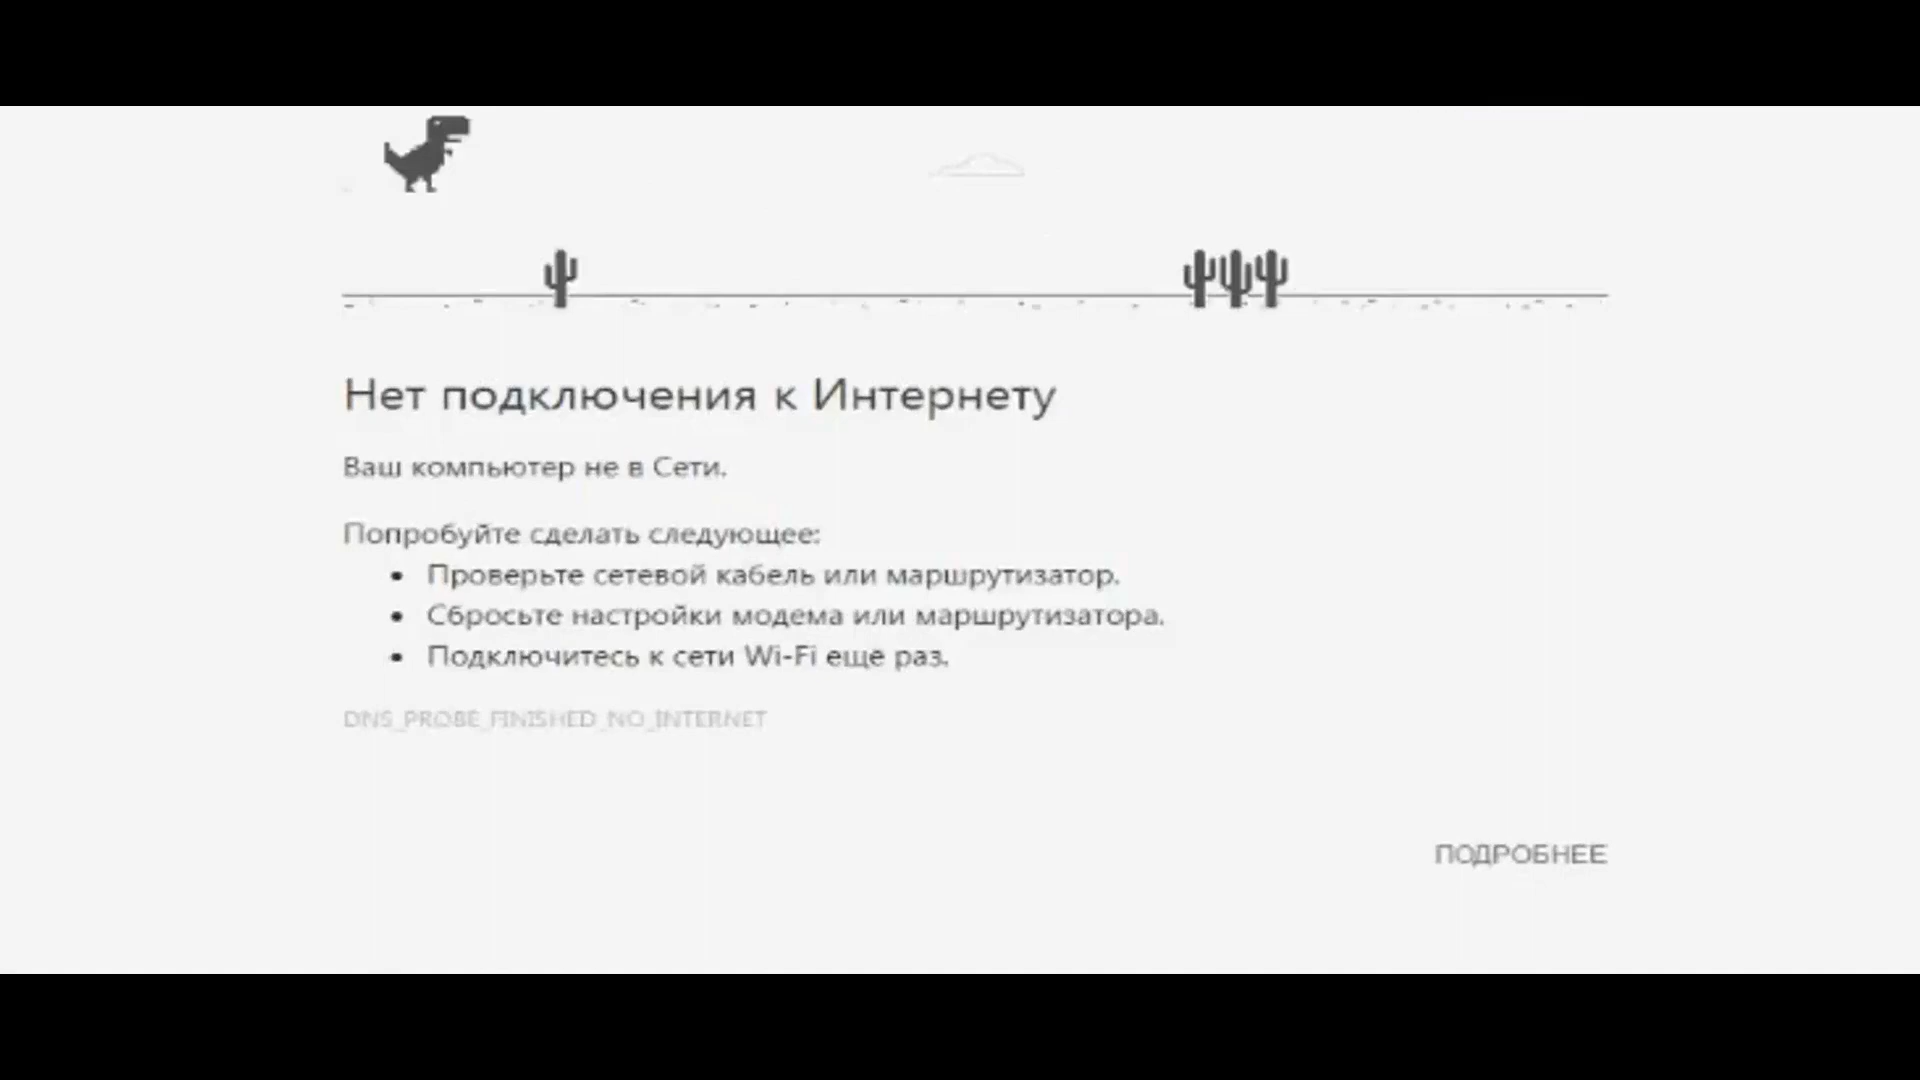 Нет подключения к Интернету
Ваш компьютер не в Сети.
Попробуйте сделать следующее:
• Проверьте сетевой кабель или маршрутизатор.
• Сбросьте настройки модема или маршрутизатора.
• Подключитесь к сети Wi-Fi еще раз.
DNS_PROBE_FINISHED_NO_INTERNET
ПОДРОБНЕЕ